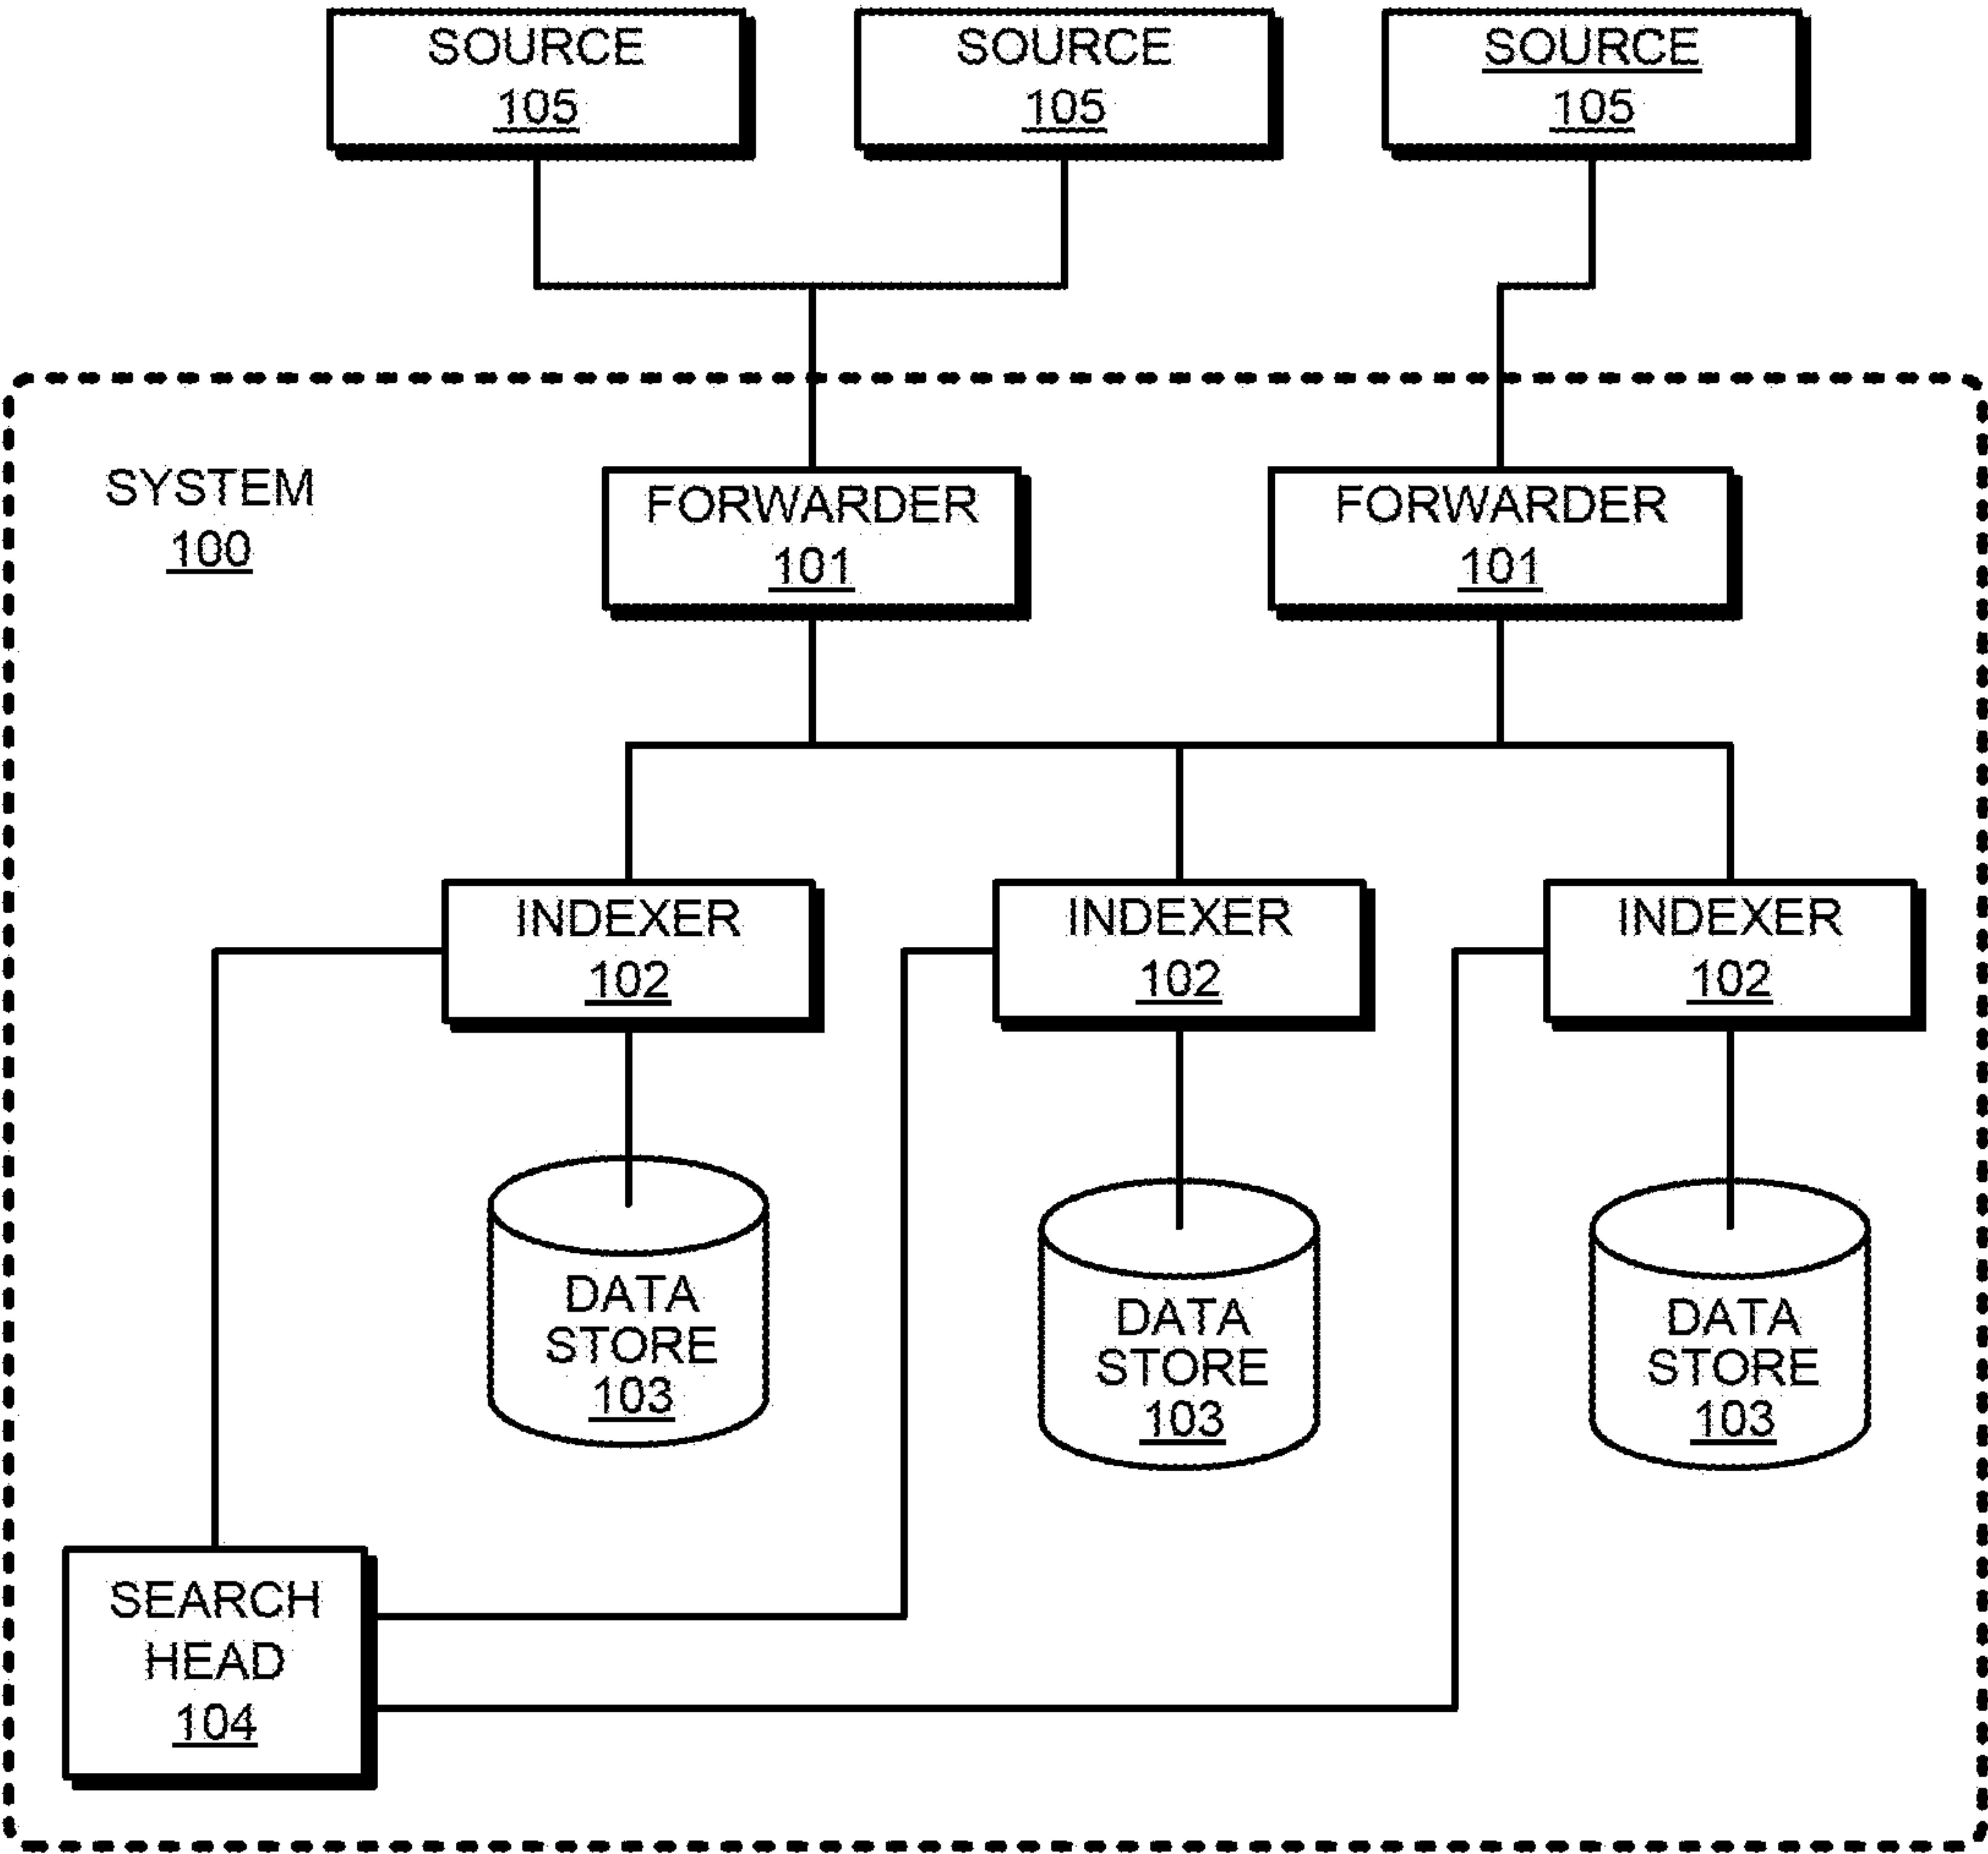 SOURCE
105
SOURCE
105
SOURCE
105
SYSTEM
100
FORWARDER
101
FORWARDER
101
INDEXER
102
INDEXER
102
INDEXER
102
DATA
STORE
103
DATA
STORE
103
DATA
STORE
103
SEARCH
HEAD
104